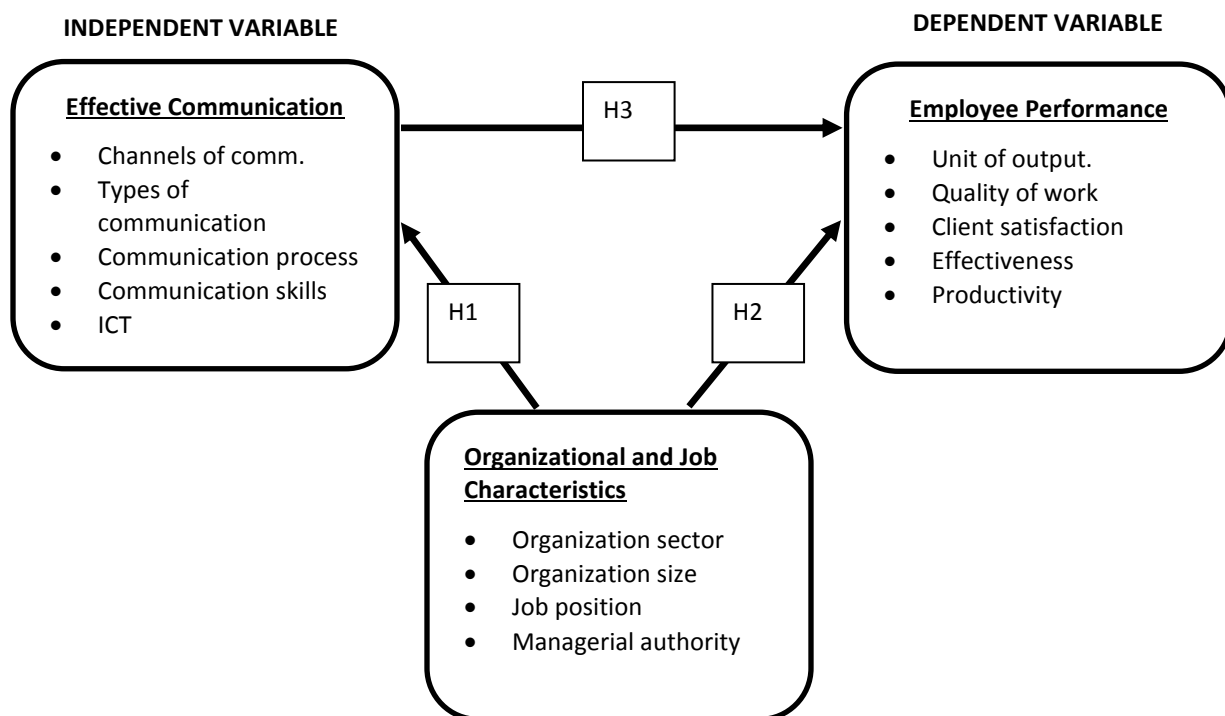 INDEPENDENT VARIABLE
DEPENDENT VARIABLE
Effective Communication
• Channels of comm.
• Types of
communication
• Communication process
• Communication skills
• ICT
H3
Employee Performance
• Unit of output.
• Quality of work
• Client satisfaction
• Effectiveness
• Productivity
H1
H2
Organizational and Job
Characteristics
• Organization sector
• Organization size
• Job position
• Managerial authority